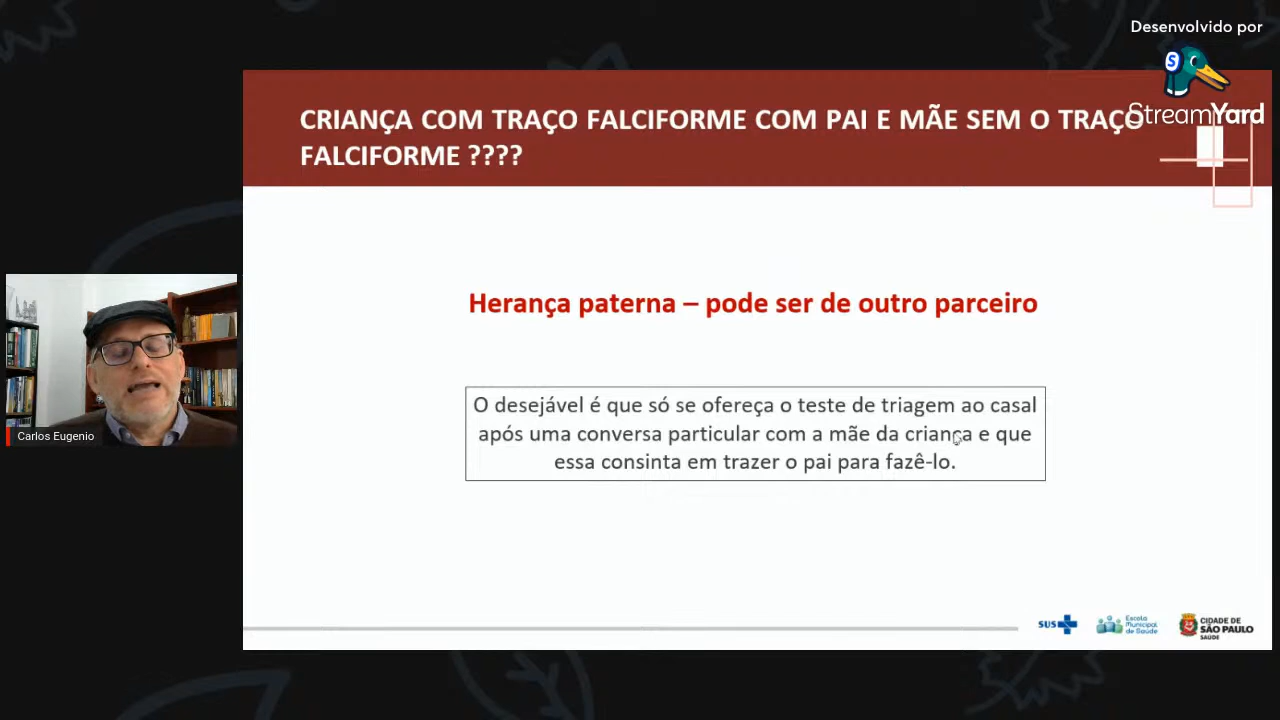 Desenvolvido por
StreamYard
CRIANÇA COM TRAÇO FALCIFORME COM PAI E MÃE SEM O TRAÇO
FALCIFORME ????
Herança paterna – pode ser de outro parceiro
O desejável é que só se ofereça o teste de triagem ao casal
após uma conversa particular com a mãe da criança e que
essa consinta em trazer o pai para fazê-lo.
Carlos Eugenio
SUS
Escola
Municipal
de Saúde
CIDADE DE
SÃO PAULO
SAÚDE